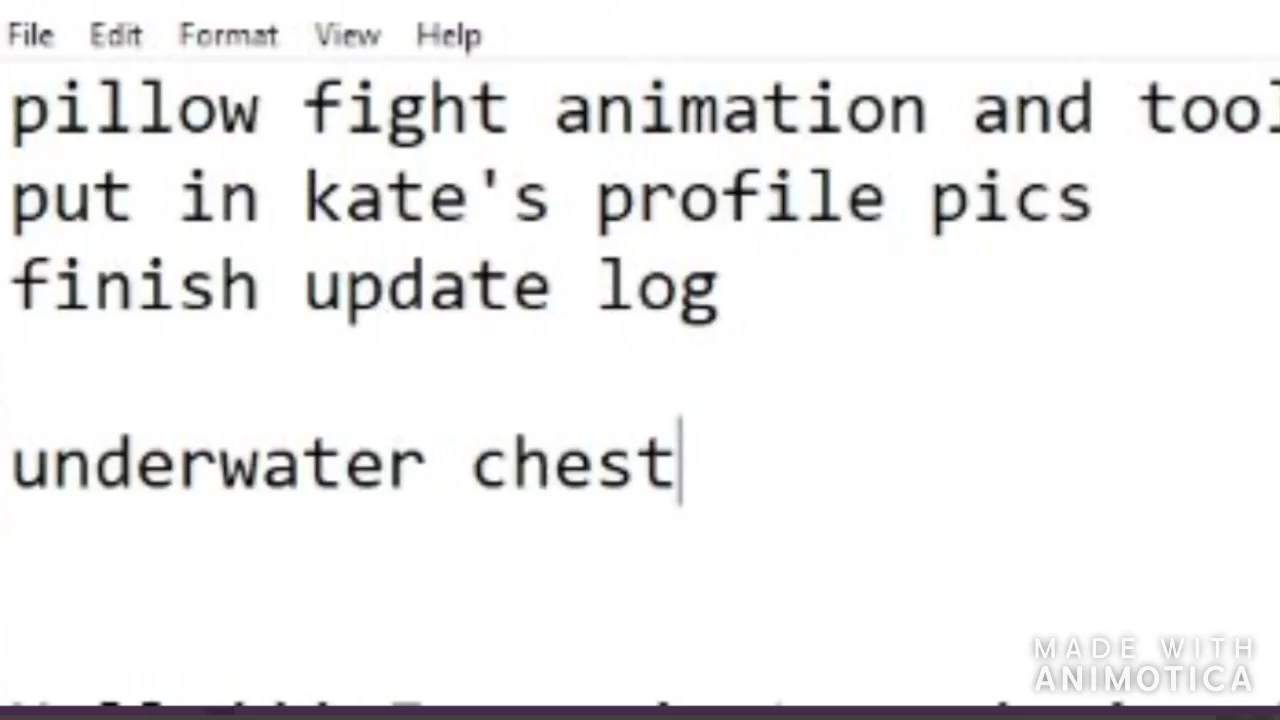 File Edit Format View Help
pillow fight animation and tool
put in kate's profile pics
finish update log
underwater chest
MADE WITH
ANIMOTICA